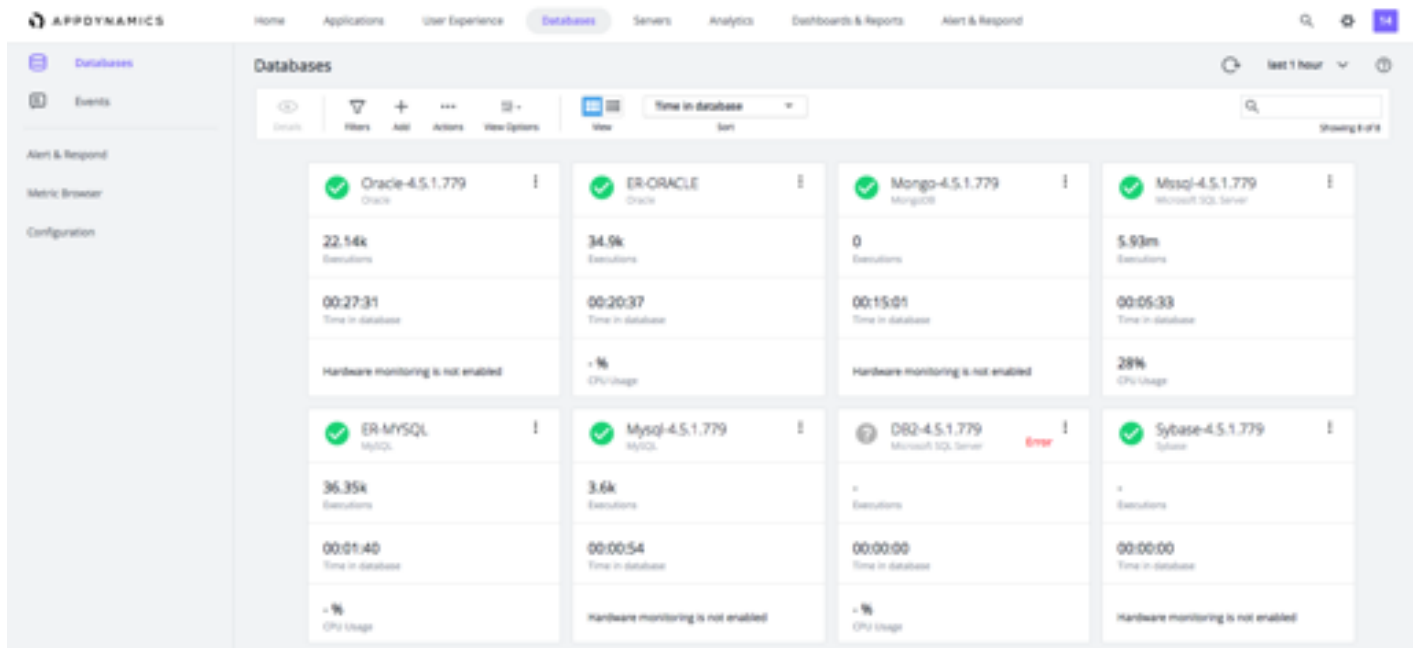 APPDYNAMICS
Home Applications User Experience Databases Servers Analytics Dashboards & Reports Alert & Respond
Databases
Events
Alert & Respond
Metric Browser
Configuration
Databases
last 1 hour
Details Filters Add Actions View Options View
Time in database
Sort
Showing 8 of 8
Oracle-4.5.1.779
Oracle
22.14k
Executions
00:27:31
Time in database
Hardware monitoring is not enabled
ER-ORACLE
Oracle
34.9k
Executions
00:20:37
Time in database
- %
CPU Usage
Mongo-4.5.1.779
MongoDB
0
Executions
00:15:01
Time in database
Hardware monitoring is not enabled
Mssql-4.5.1.779
Microsoft SQL Server
5.93m
Executions
00:05:33
Time in database
28%
CPU Usage
ER-MYSQL
MySQL
36.35k
Executions
00:01:40
Time in database
- %
CPU Usage
Mysql-4.5.1.779
MySQL
3.6k
Executions
00:00:54
Time in database
Hardware monitoring is not enabled
DB2-4.5.1.779
Microsoft SQL Server
Error
-
Executions
00:00:00
Time in database
- %
CPU Usage
Sybase-4.5.1.779
Sybase
-
Executions
00:00:00
Time in database
Hardware monitoring is not enabled